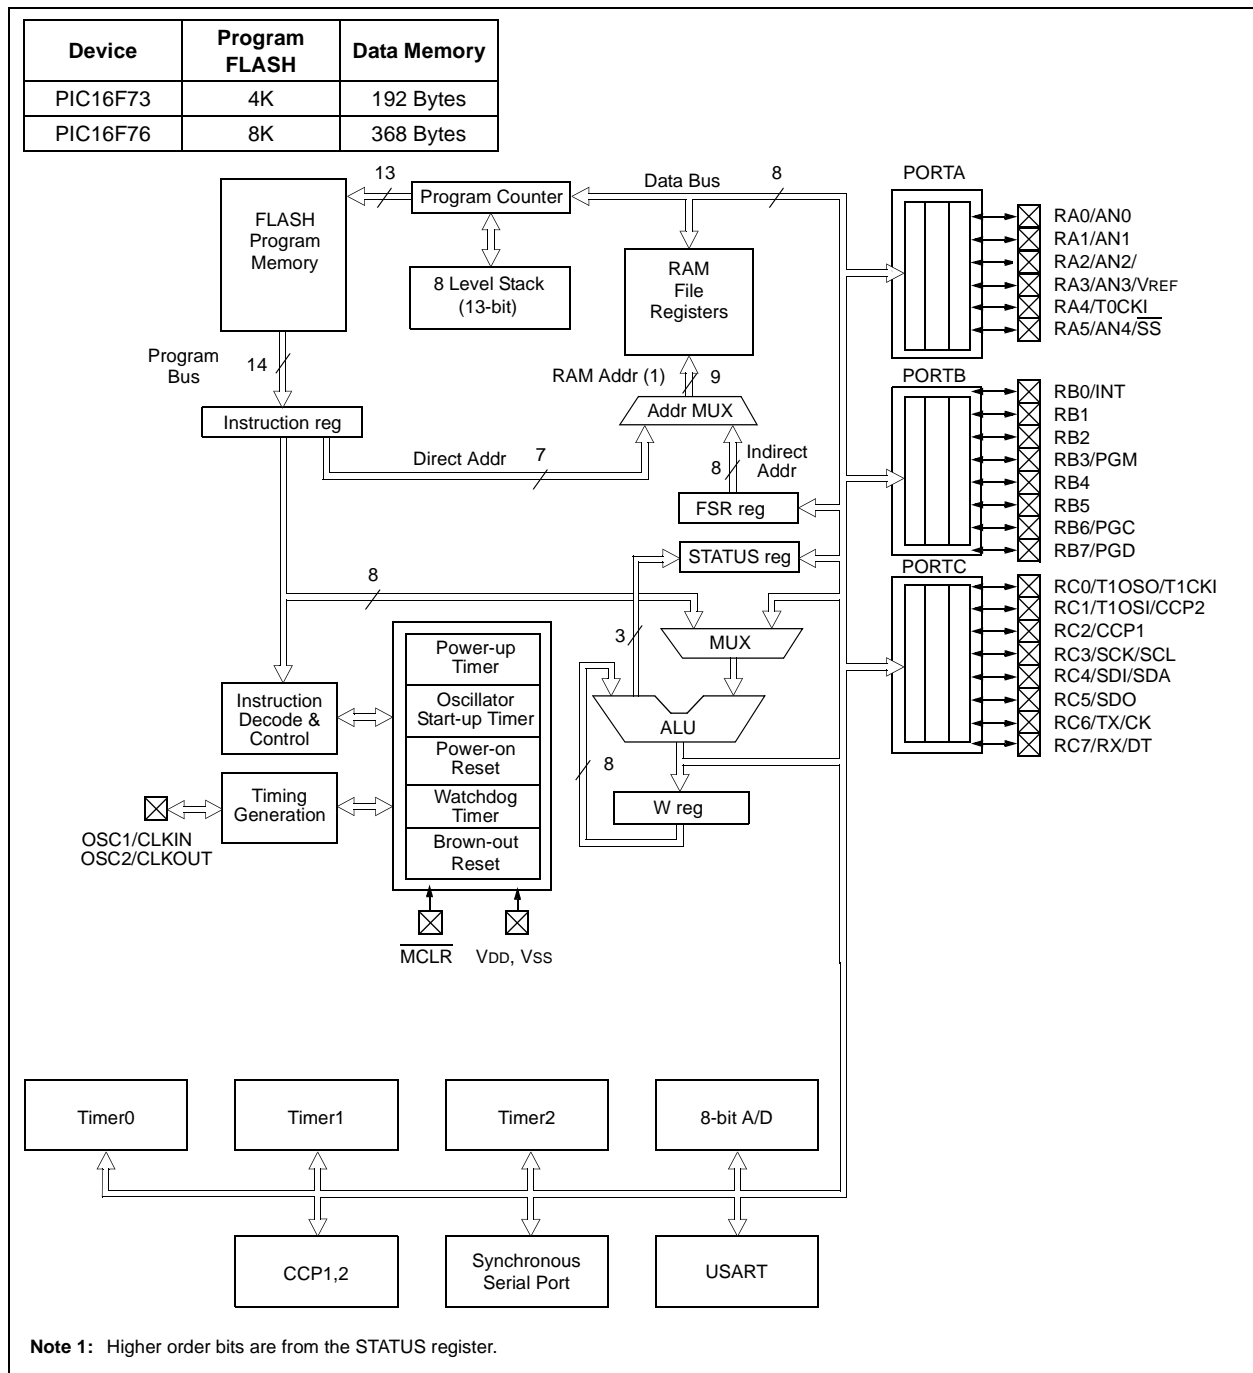 Device Program FLASH Data Memory
PIC16F73 4K 192 Bytes
PIC16F76 8K 368 Bytes
13
Program Counter
Data Bus
8
PORTA
FLASH
Program
Memory
8 Level Stack
(13-bit)
RAM
File
Registers
RA0/AN0
RA1/AN1
RA2/AN2/
RA3/AN3/VREF
RA4/T0CKI
RA5/AN4/SS
Program
Bus
14
RAM Addr (1)
9
PORTB
Instruction reg
Addr MUX
Direct Addr
7
8
Indirect
Addr
FSR reg
RB0/INT
RB1
RB2
RB3/PGM
RB4
RB5
RB6/PGC
RB7/PGD
STATUS reg
PORTC
8
3
MUX
RC0/T1OSO/T1CKI
RC1/T1OSI/CCP2
RC2/CCP1
RC3/SCK/SCL
RC4/SDI/SDA
RC5/SDO
RC6/TX/CK
RC7/RX/DT
Power-up
Timer
Instruction
Decode &
Control
Oscillator
Start-up Timer
ALU
Power-on
Reset
8
Timing
Generation
Watchdog
Timer
W reg
OSC1/CLKIN
OSC2/CLKOUT
Brown-out
Reset
MCLR
VDD, VSS
Timer0
Timer1
Timer2
8-bit A/D
CCP1,2
Synchronous
Serial Port
USART
Note 1: Higher order bits are from the STATUS register.